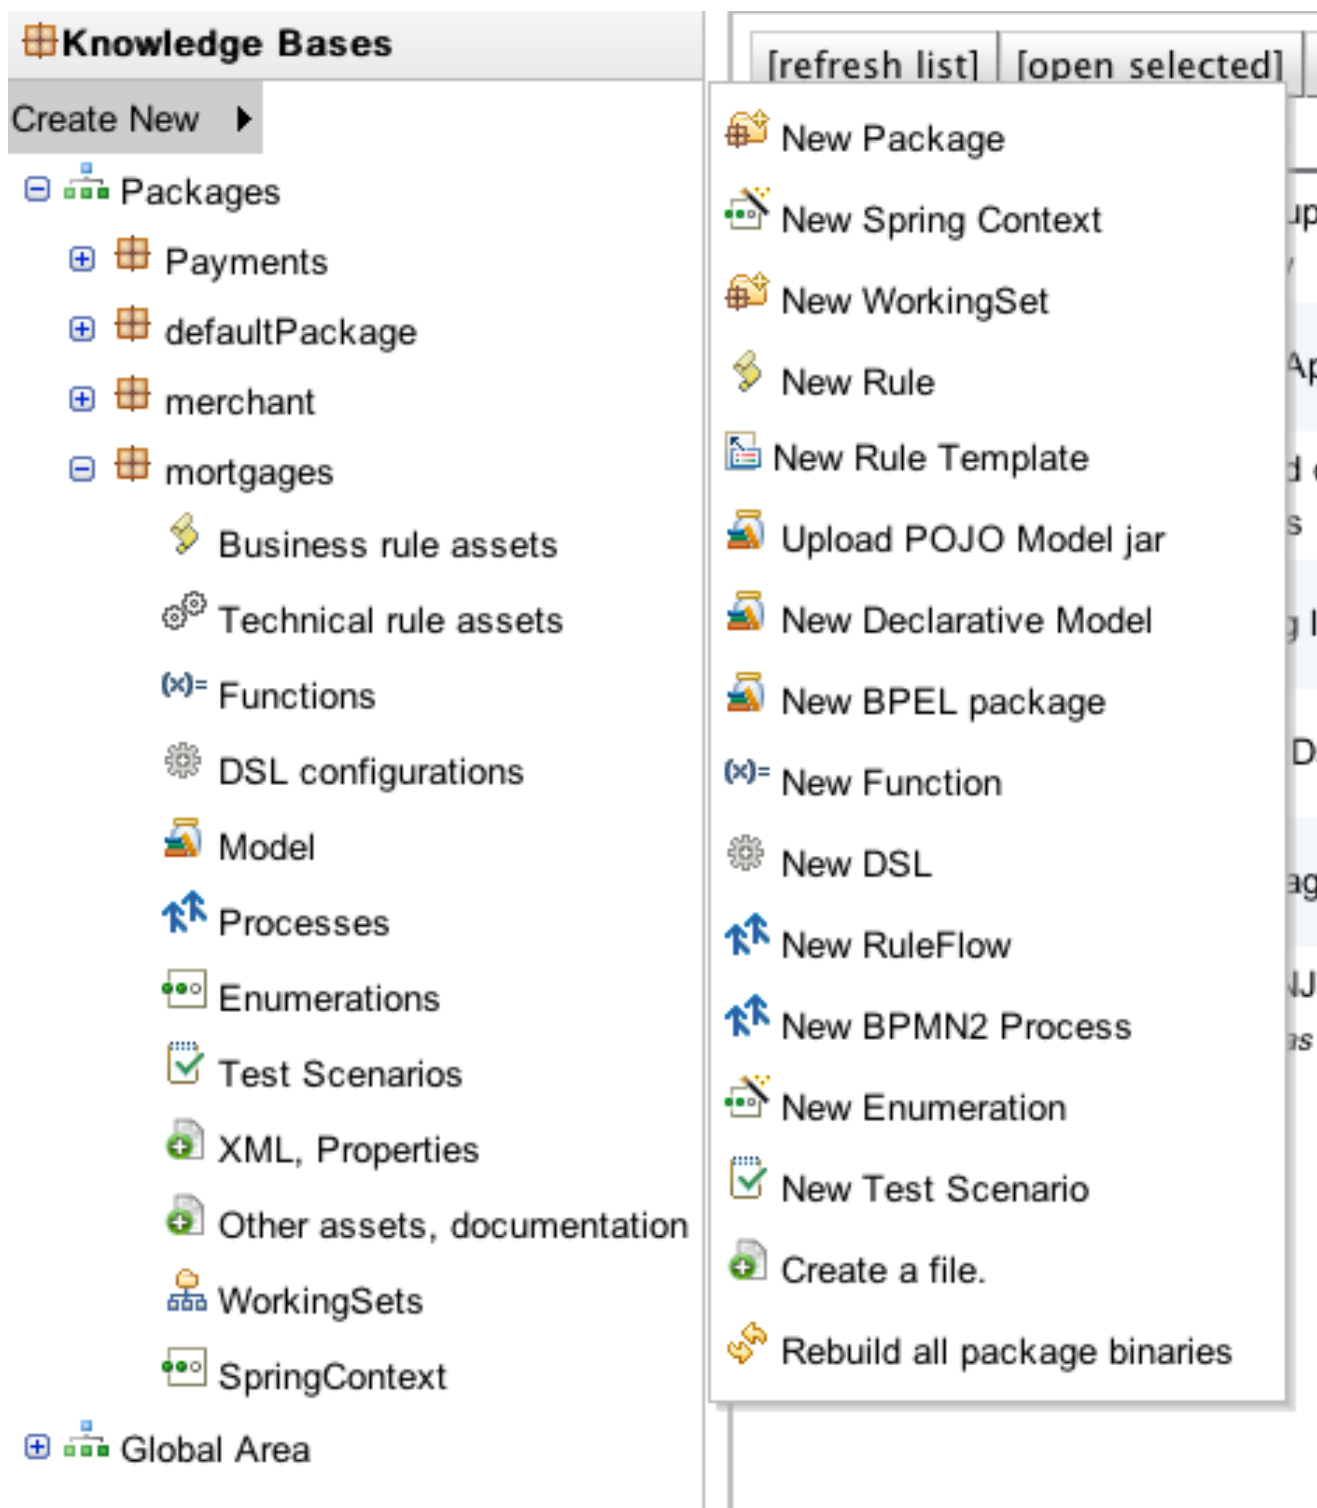 Knowledge Bases
Create New
Packages
Payments
defaultPackage
merchant
mortgages
Business rule assets
Technical rule assets
Functions
DSL configurations
Model
Processes
Enumerations
Test Scenarios
XML, Properties
Other assets, documentation
WorkingSets
SpringContext
Global Area
[refresh list] [open selected]
New Package
New Spring Context
New WorkingSet
New Rule
New Rule Template
Upload POJO Model jar
New Declarative Model
New BPEL package
New Function
New DSL
New RuleFlow
New BPMN2 Process
New Enumeration
New Test Scenario
Create a file.
Rebuild all package binaries